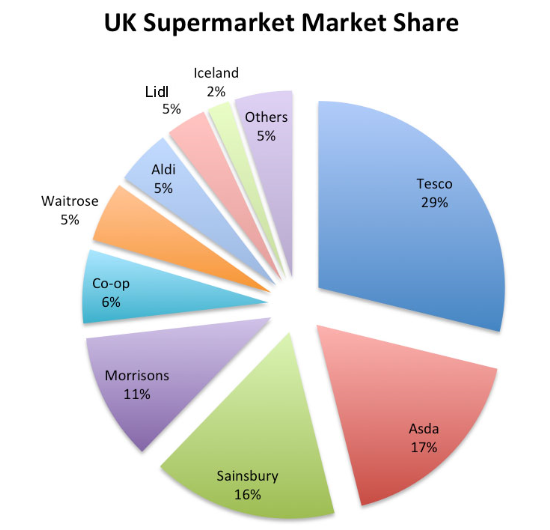 UK Supermarket Market Share
Tesco
29%
Asda
17%
Sainsbury
16%
Morrisons
11%
Co-op
6%
Waitrose
5%
Aldi
5%
Lidl
5%
Iceland
2%
Others
5%